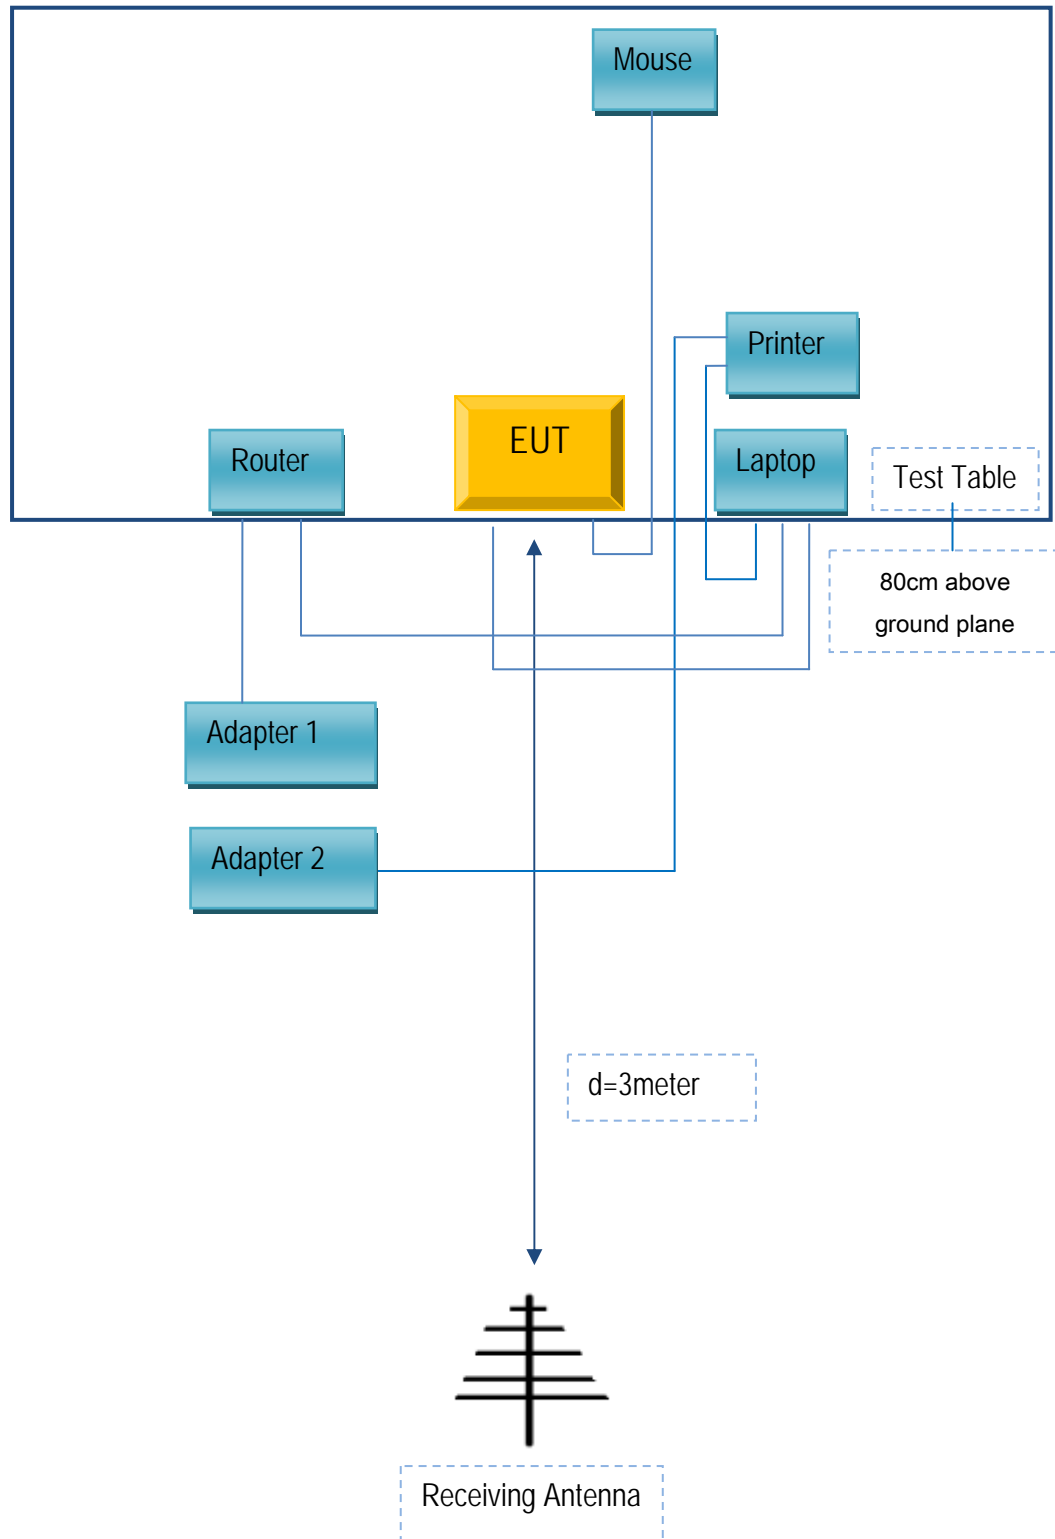 Mouse
Printer
EUT
Router
Laptop
Test Table
80cm above
ground plane
Adapter 1
Adapter 2
d=3meter
Receiving Antenna